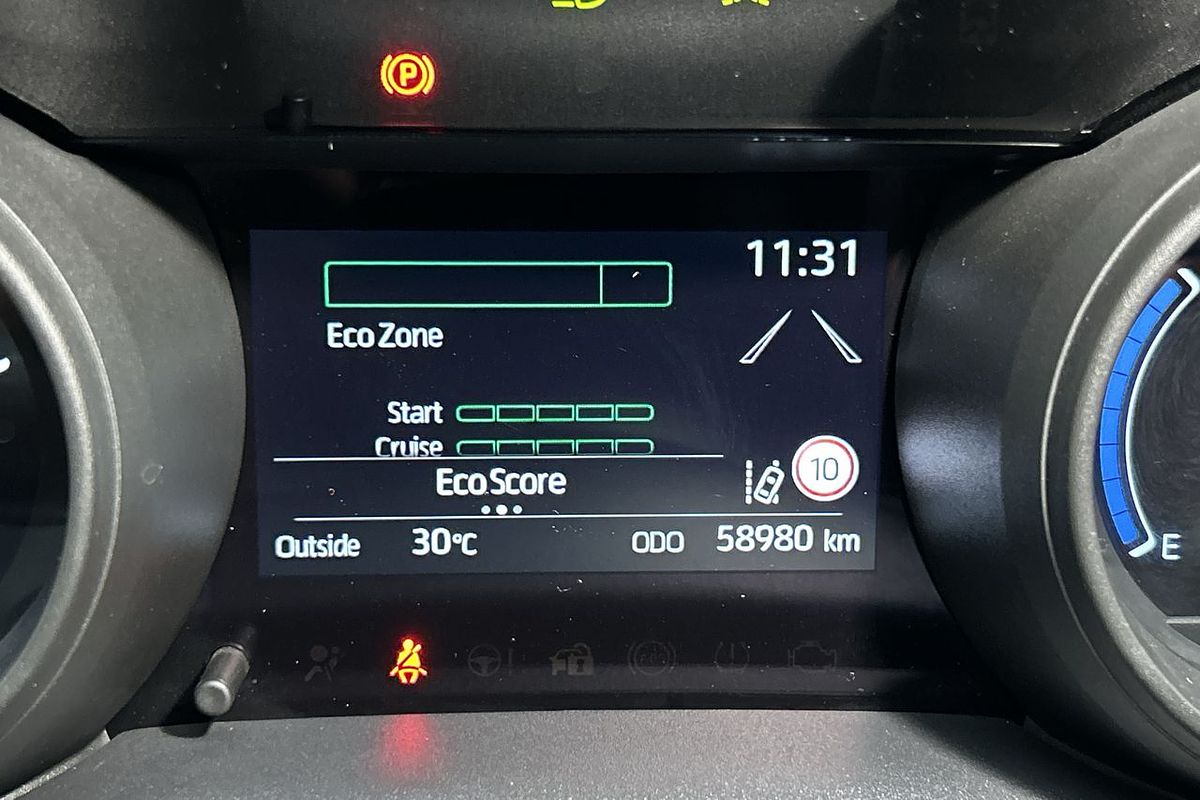 P
11:31
Eco Zone
Start
Cruise
Eco Score
10
Outside 30°C ODO 58980 km
E